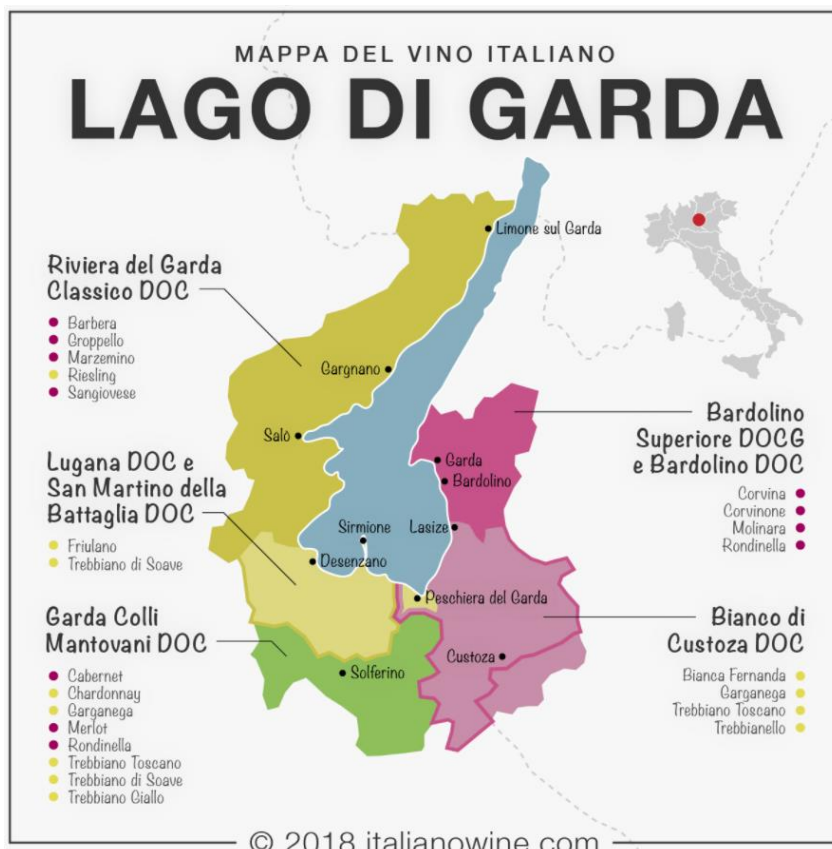 MAPPA DEL VINO ITALIANO
LAGO DI GARDA
Limone sul Garda
Riviera del Garda
Classico DOC
Barbera
Groppello
Marzemino
Riesling
Sangiovese
Gargnano
Salò
Lugana DOC e
San Martino della
Battaglia DOC
Friulano
Trebbiano di Soave
Sirmione
Desenzano
Garda
Bardolino
Lasize
Peschiera del Garda
Bardolino
Superiore DOCG
e Bardolino DOC
Corvina
Corvinone
Molinara
Rondinella
Garda Colli
Mantovani DOC
Cabernet
Chardonnay
Garganega
Merlot
Rondinella
Trebbiano Toscano
Trebbiano di Soave
Trebbiano Giallo
Solferino
Custoza
Bianco di
Custoza DOC
Bianca Fernanda
Garganega
Trebbiano Toscano
Trebbianello
© 2018 italianowine.com